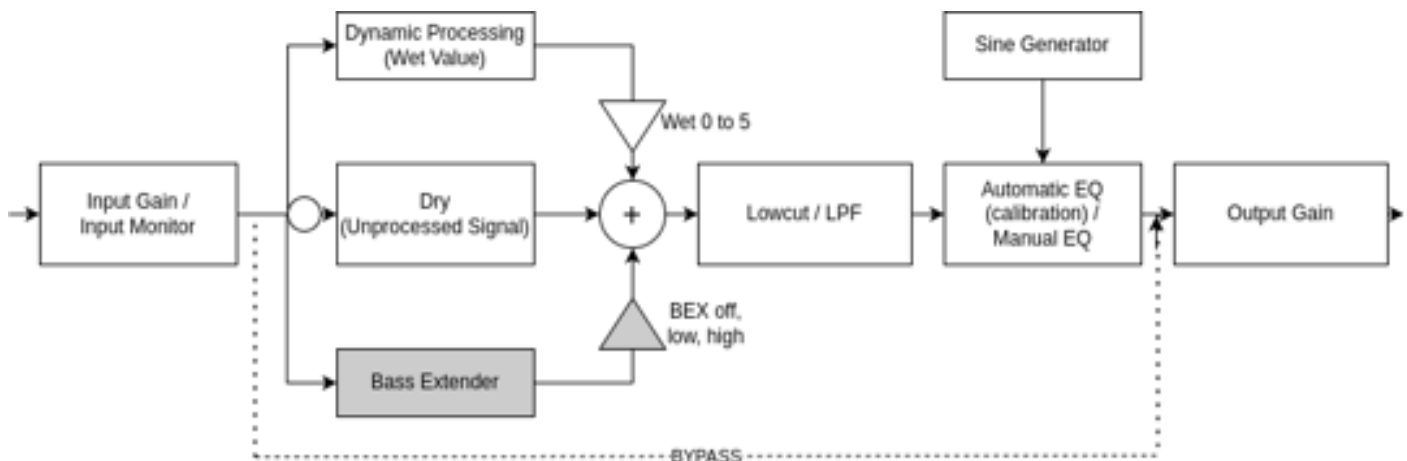 Dynamic Processing
(Wet Value)
Sine Generator
Wet 0 to 5
Input Gain /
Input Monitor
Dry
(Unprocessed Signal)
+
Lowcut / LPF
Automatic EQ
(calibration) /
Manual EQ
Output Gain
BEX off,
low, high
Bass Extender
BYPASS